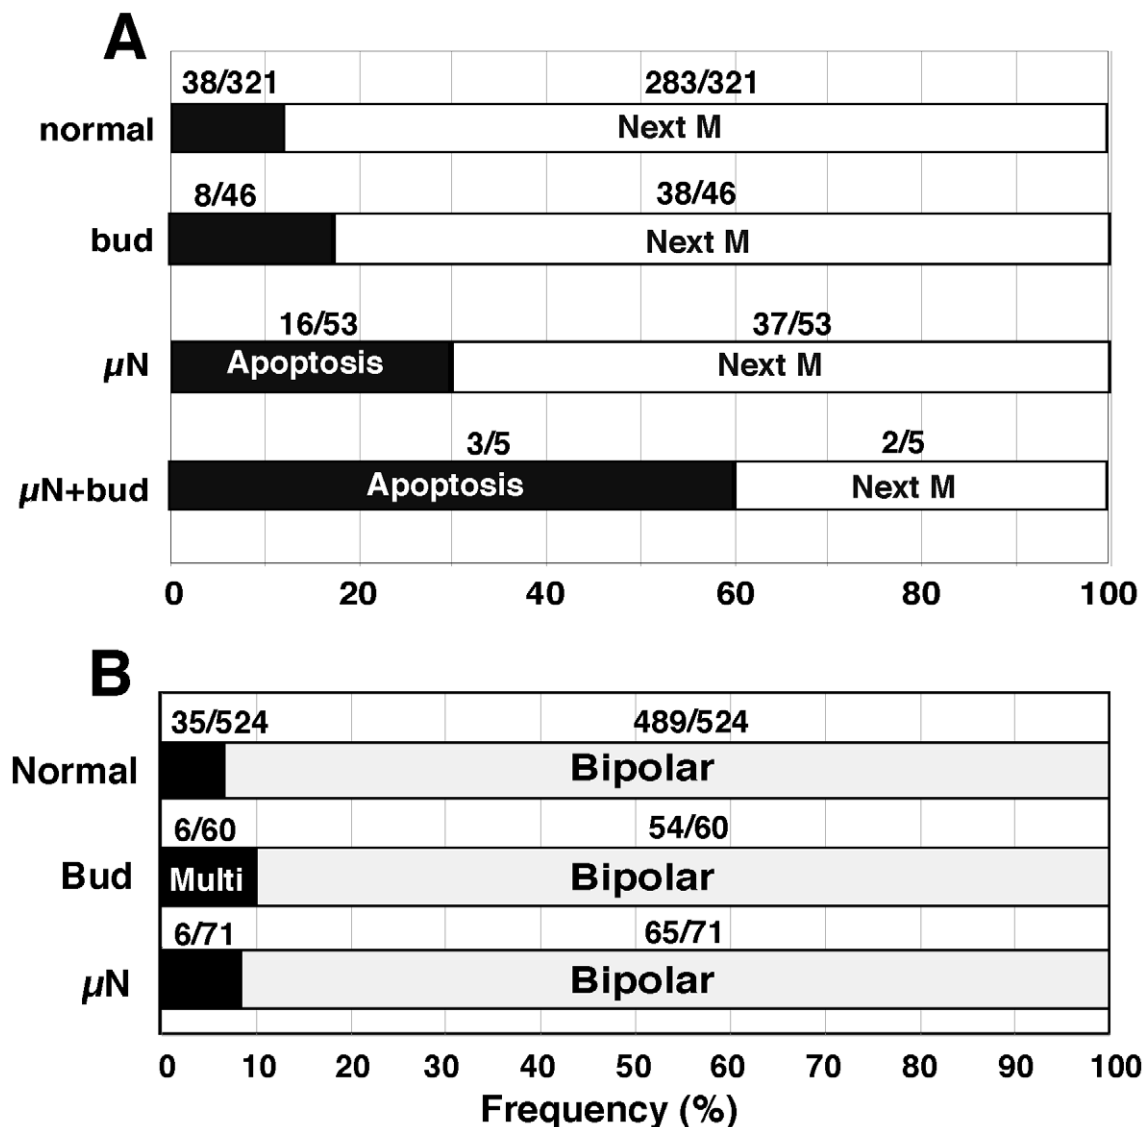 A
38/321 283/321
normal Next M
8/46 38/46
bud Next M
16/53 37/53
µN Apoptosis Next M
3/5 2/5
µN+bud Apoptosis Next M
0 20 40 60 80 100
B
35/524 489/524
Normal Bipolar
6/60 54/60
Bud Multi Bipolar
6/71 65/71
µN Bipolar
0 10 20 30 40 50 60 70 80 90 100
Frequency (%)